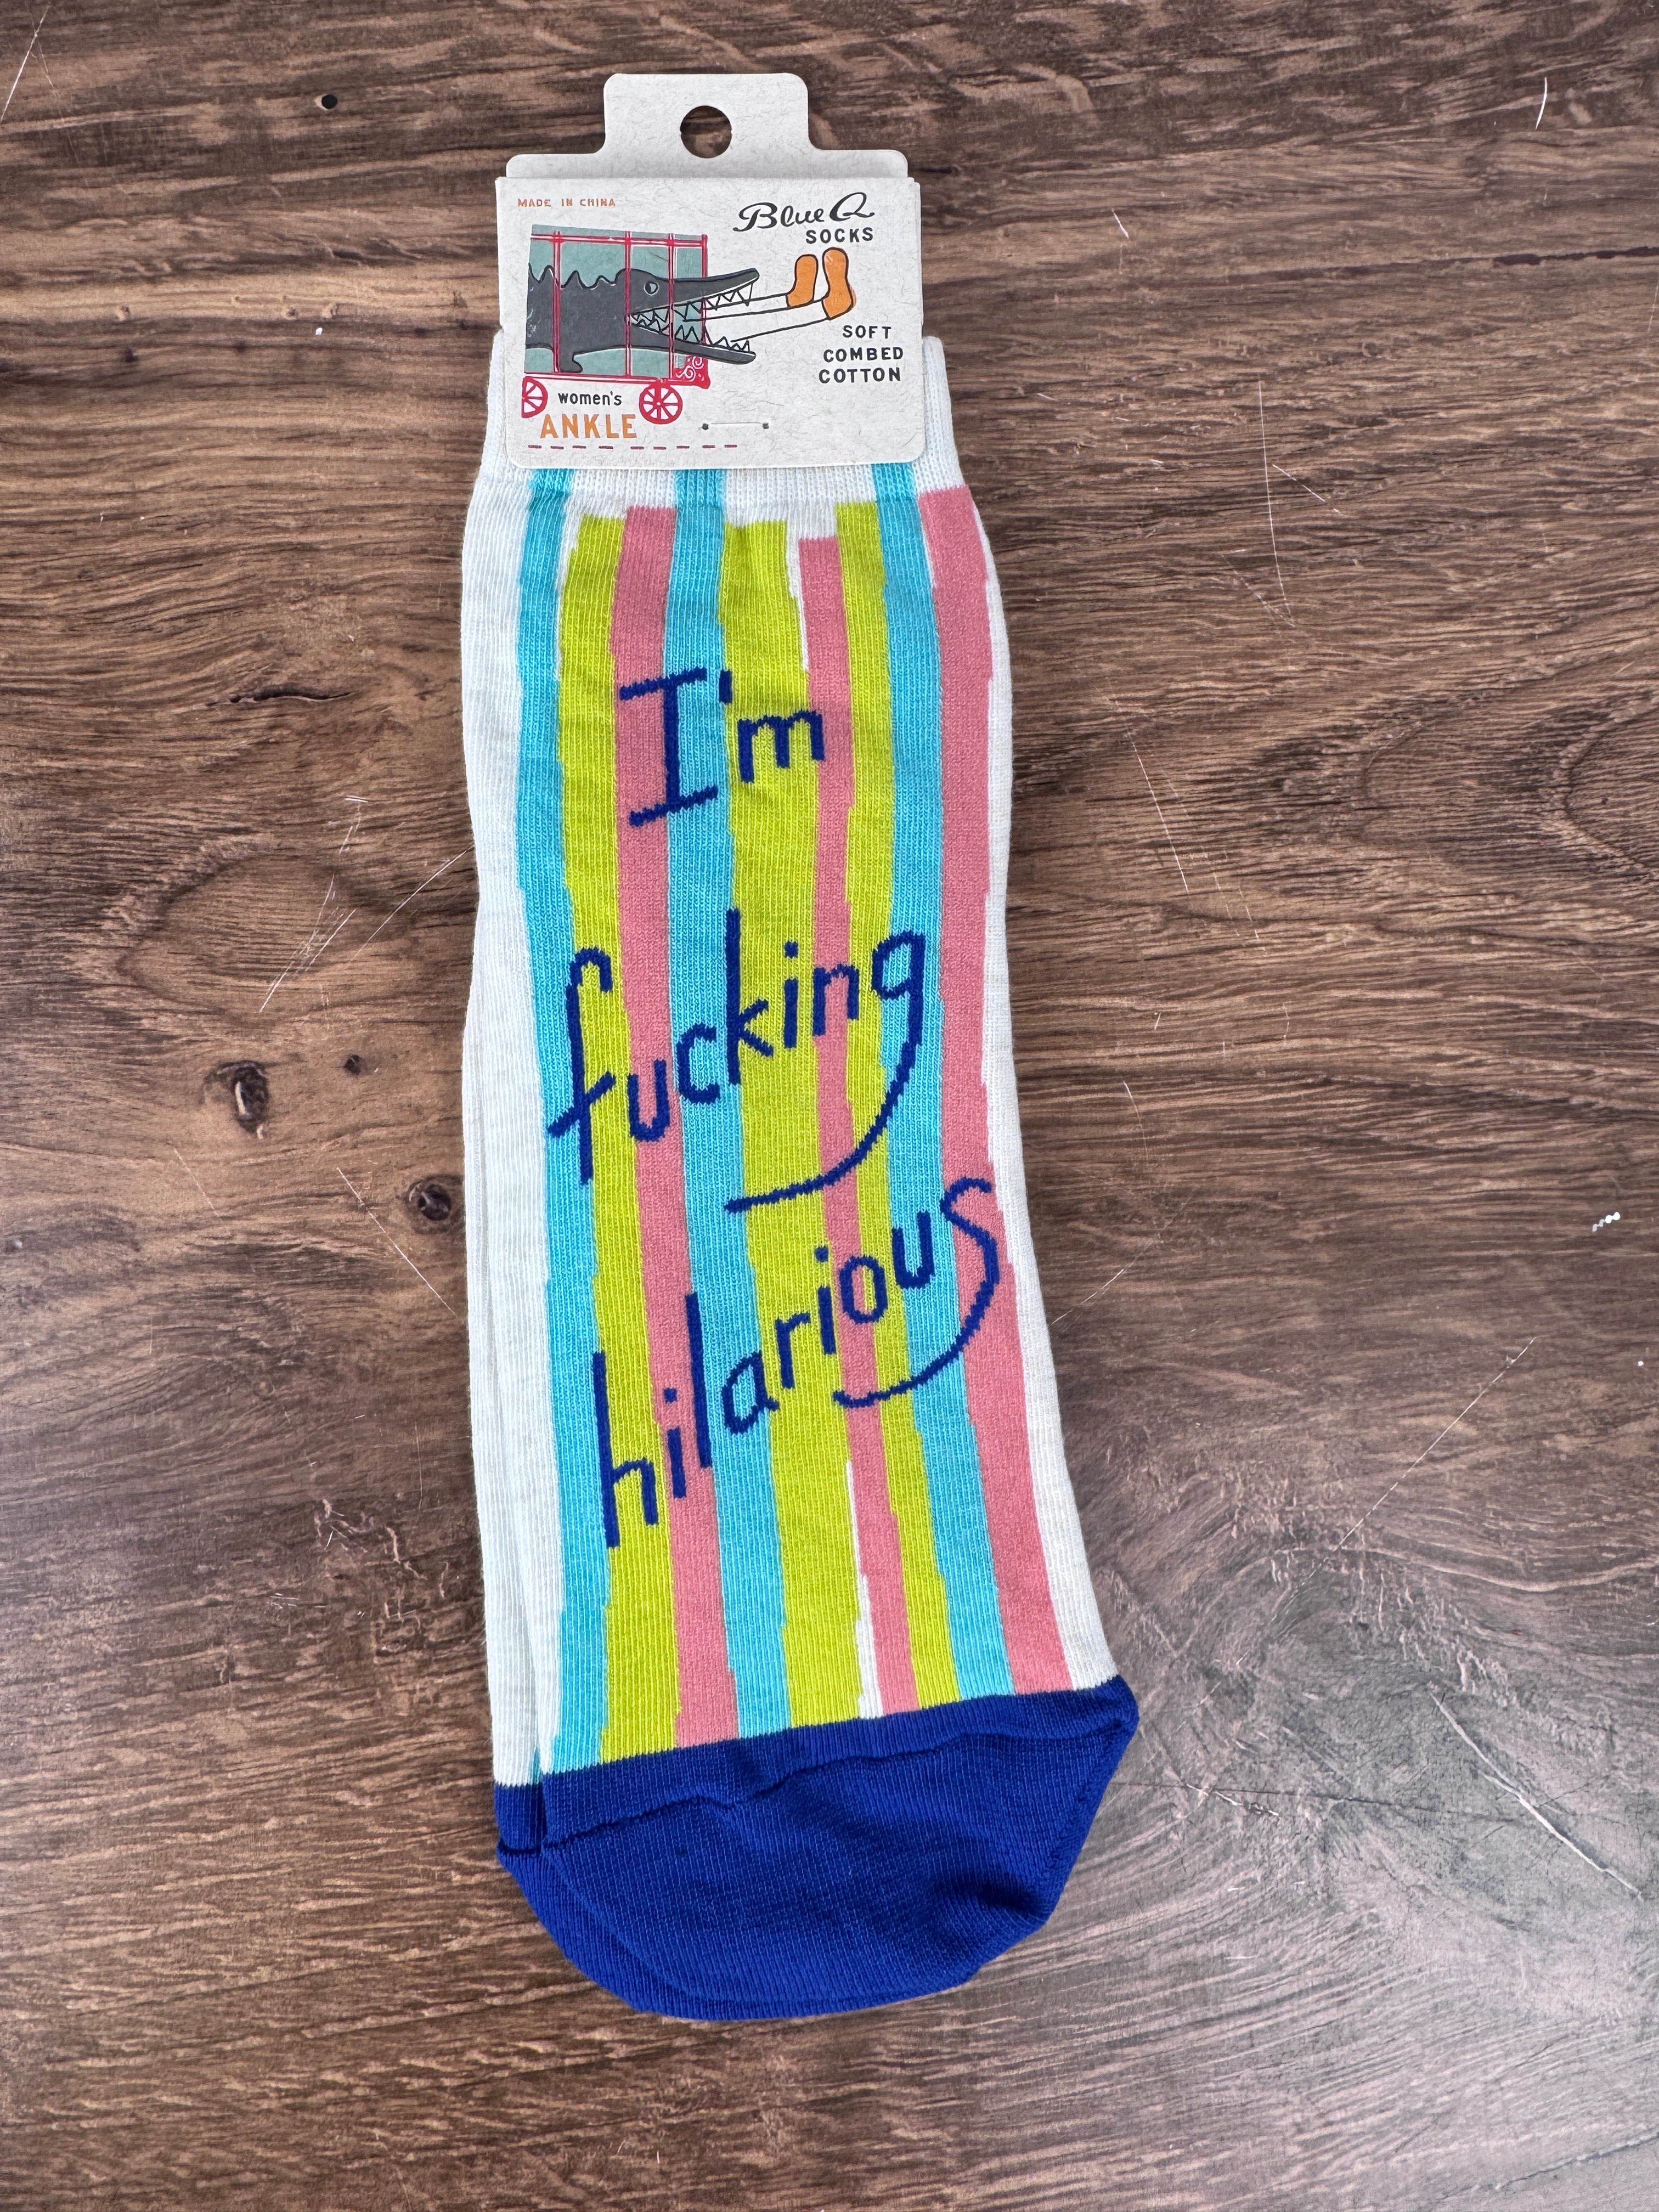 MADE IN CHINA
Blue Q
SOCKS
SOFT
COMBED
COTTON
women's
ANKLE
I'm
fucking
hilarious